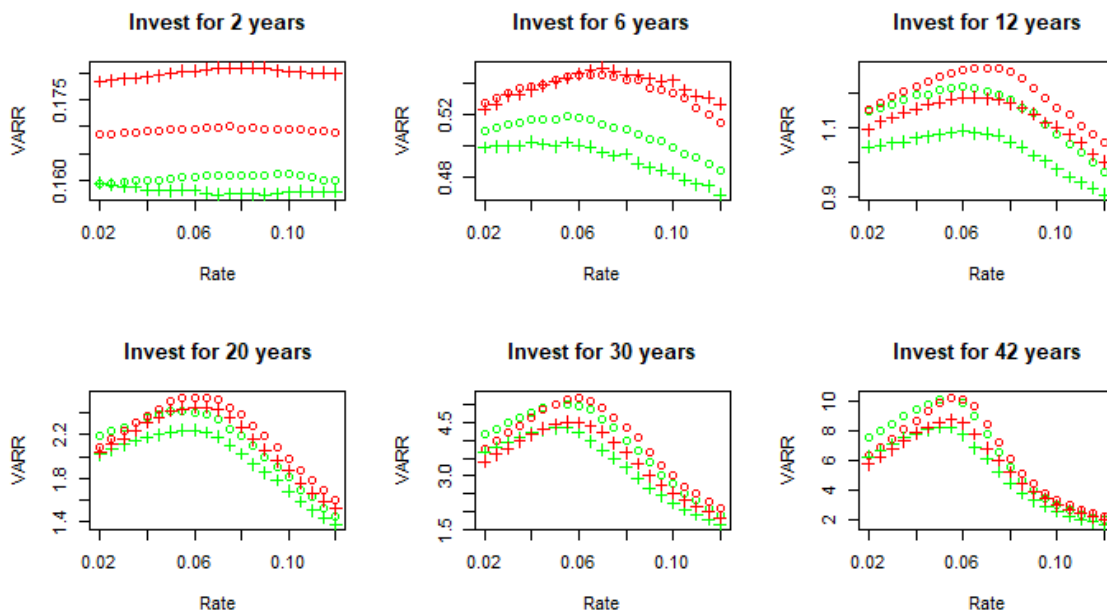 Invest for 2 years
VARR
0.160 0.175
0.02 0.06 0.10
Rate
Invest for 6 years
VARR
0.48 0.52
0.02 0.06 0.10
Rate
Invest for 12 years
VARR
0.9 1.1
0.02 0.06 0.10
Rate
Invest for 20 years
VARR
1.4 1.8 2.2
0.02 0.06 0.10
Rate
Invest for 30 years
VARR
1.5 3.0 4.5
0.02 0.06 0.10
Rate
Invest for 42 years
VARR
2 4 6 8 10
0.02 0.06 0.10
Rate